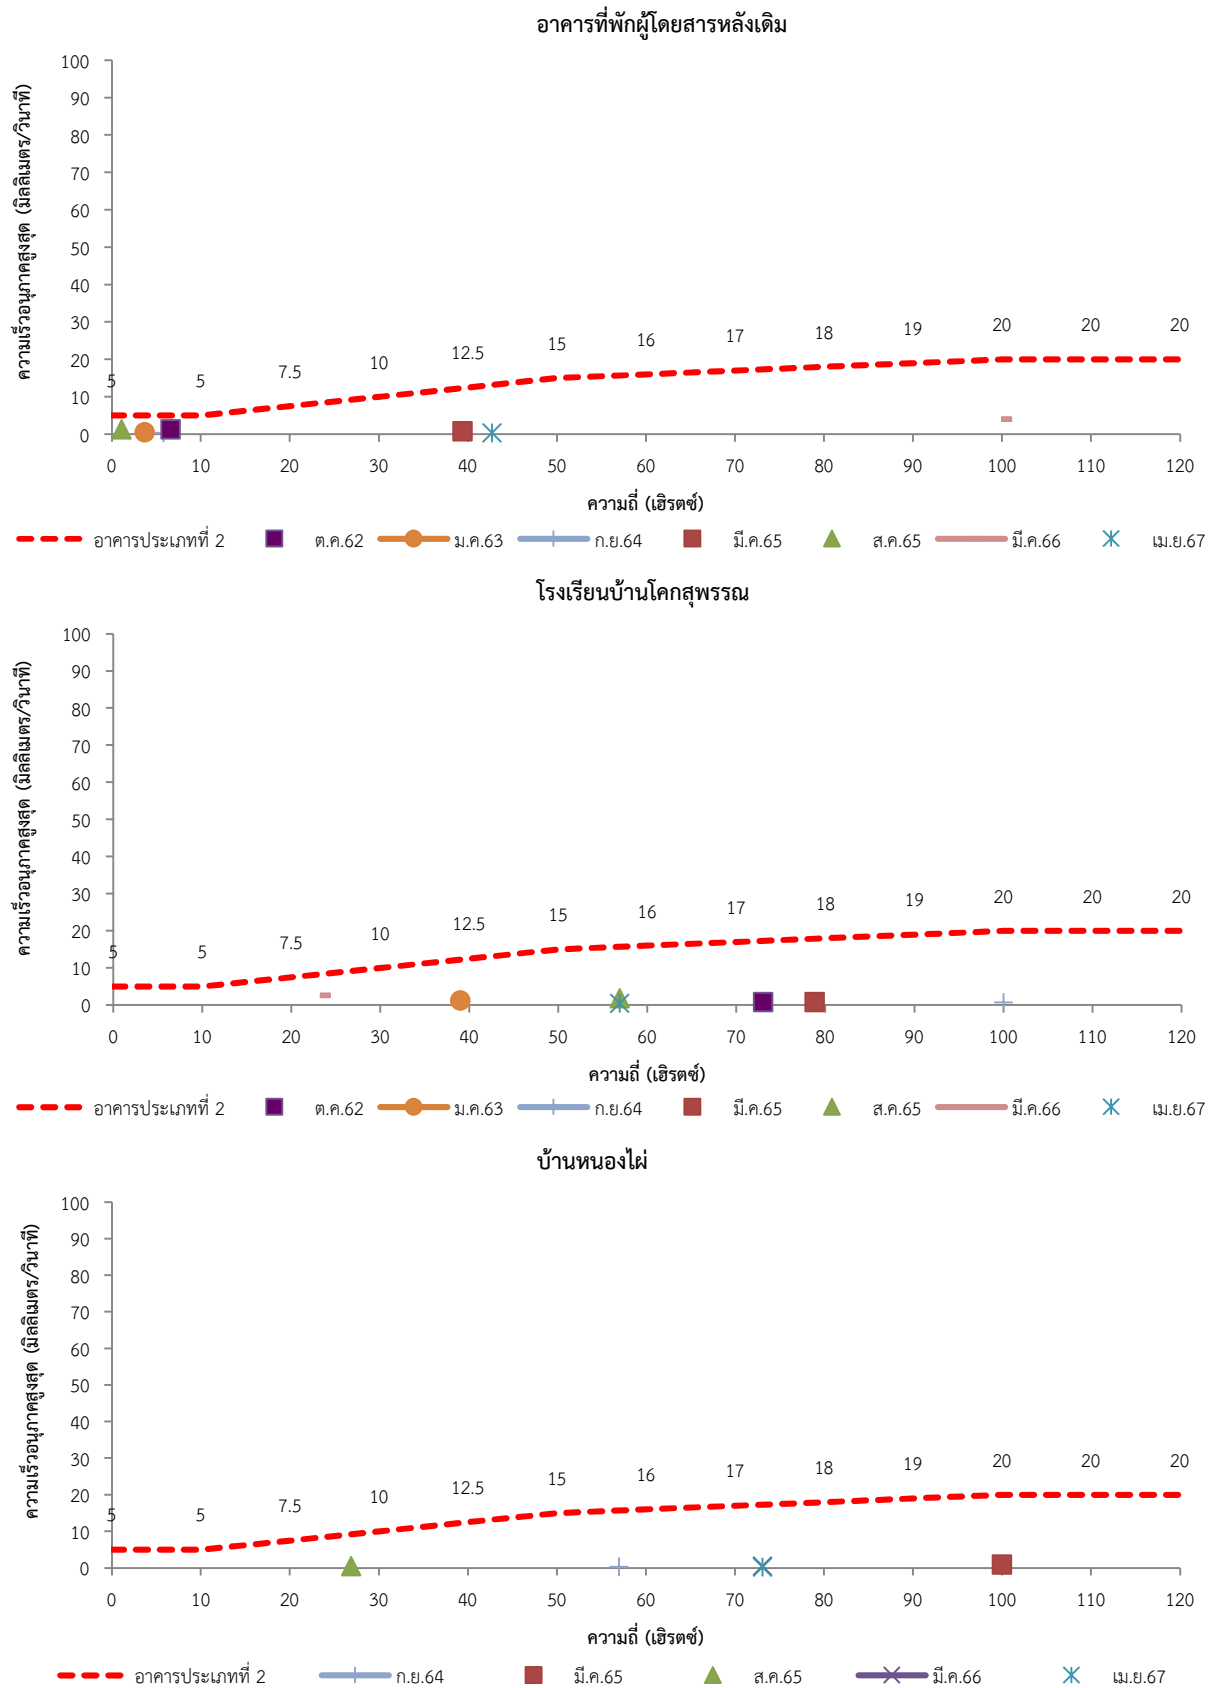 อาคารที่พักผู้โดยสารหลังเดิม
ความเร็วอนุภาคสูงสุด (มิลลิเมตร/วินาที)
100
90
80
70
60
50
40
30
20
10
0
5 5 7.5 10 12.5 15 16 17 18 19 20 20 20
0 10 20 30 40 50 60 70 80 90 100 110 120
ความถี่ (เฮิรตซ์)
อาคารประเภทที่ 2 ต.ค.62 ม.ค.63 ก.ย.64 มี.ค.65 ส.ค.65 มี.ค.66 เม.ย.67
โรงเรียนบ้านโคกสุพรรณ
ความเร็วอนุภาคสูงสุด (มิลลิเมตร/วินาที)
100
90
80
70
60
50
40
30
20
10
0
5 5 7.5 10 12.5 15 16 17 18 19 20 20 20
0 10 20 30 40 50 60 70 80 90 100 110 120
ความถี่ (เฮิรตซ์)
อาคารประเภทที่ 2 ต.ค.62 ม.ค.63 ก.ย.64 มี.ค.65 ส.ค.65 มี.ค.66 เม.ย.67
บ้านหนองไผ่
ความเร็วอนุภาคสูงสุด (มิลลิเมตร/วินาที)
100
90
80
70
60
50
40
30
20
10
0
5 5 7.5 10 12.5 15 16 17 18 19 20 20 20
0 10 20 30 40 50 60 70 80 90 100 110 120
ความถี่ (เฮิรตซ์)
อาคารประเภทที่ 2 ก.ย.64 มี.ค.65 ส.ค.65 มี.ค.66 เม.ย.67